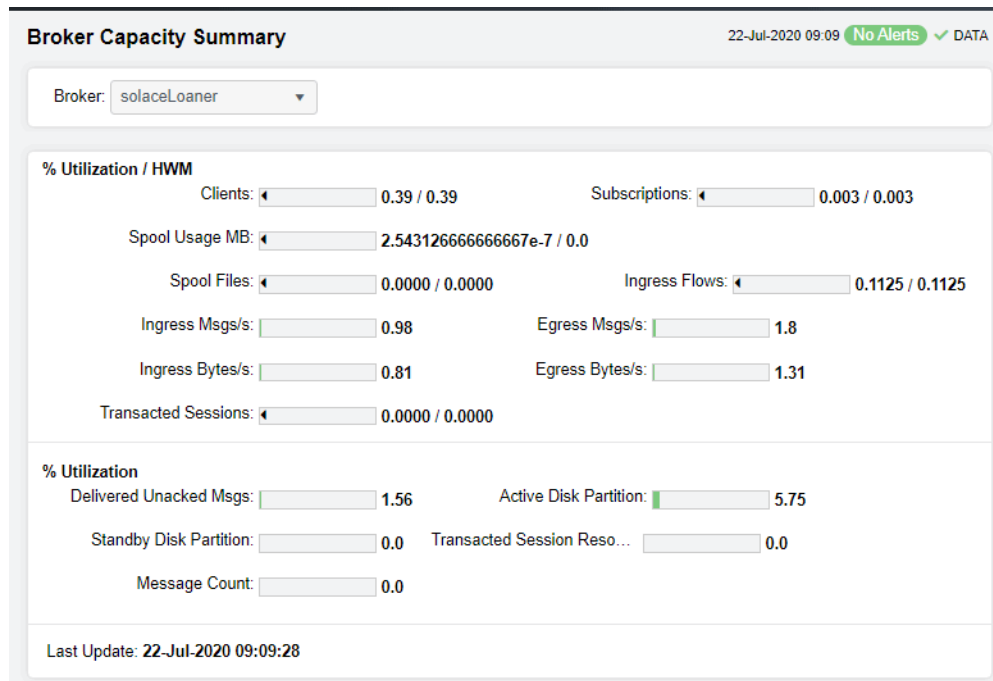 Broker Capacity Summary 22-Jul-2020 09:09 No Alerts DATA
Broker: solaceLoaner
% Utilization / HWM
Clients: 0.39 / 0.39 Subscriptions: 0.003 / 0.003
Spool Usage MB: 2.543126666666667e-7 / 0.0
Spool Files: 0.0000 / 0.0000 Ingress Flows: 0.1125 / 0.1125
Ingress Msgs/s: 0.98 Egress Msgs/s: 1.8
Ingress Bytes/s: 0.81 Egress Bytes/s: 1.31
Transacted Sessions: 0.0000 / 0.0000
% Utilization
Delivered Unacked Msgs: 1.56 Active Disk Partition: 5.75
Standby Disk Partition: 0.0 Transacted Session Reso... 0.0
Message Count: 0.0
Last Update: 22-Jul-2020 09:09:28